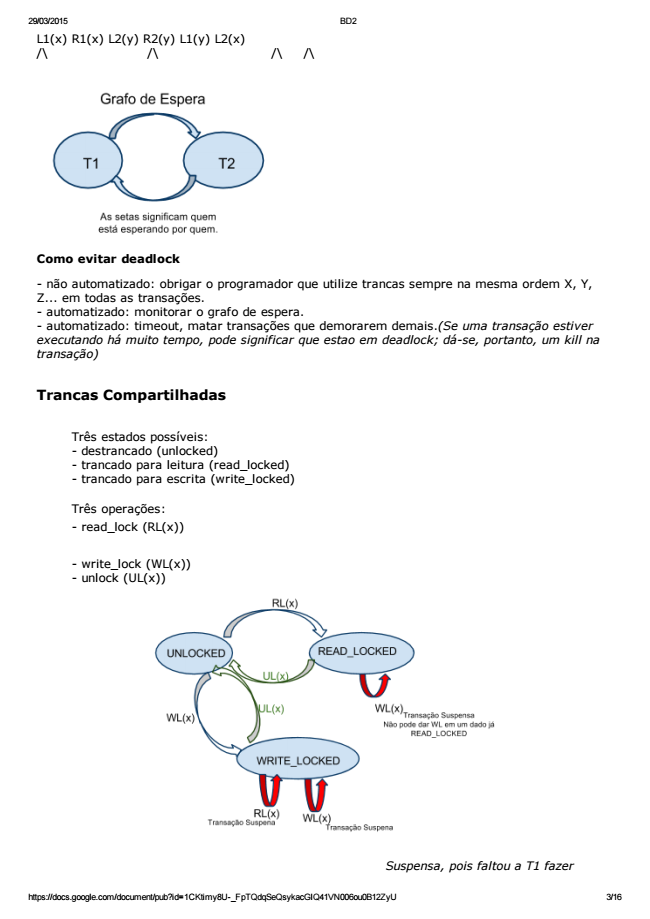 29/03/2015 BD2
L1(x) R1(x) L2(y) R2(y) L1(y) L2(x)
/\ /\ /\ /\
Grafo de Espera
T1 T2
As setas significam quem
está esperando por quem.
Como evitar deadlock
- não automatizado: obrigar o programador que utilize trancas sempre na mesma ordem X, Y,
Z... em todas as transações.
- automatizado: monitorar o grafo de espera.
- automatizado: timeout, matar transações que demorarem demais.(Se uma transação estiver
executando há muito tempo, pode significar que estao em deadlock; dá-se, portanto, um kill na
transação)
Trancas Compartilhadas
Três estados possíveis:
- destrancado (unlocked)
- trancado para leitura (read_locked)
- trancado para escrita (write_locked)
Três operações:
- read_lock (RL(x))
- write_lock (WL(x))
- unlock (UL(x))
RL(x)
UNLOCKED READ_LOCKED
UL(x)
UL(x)
WL(x)
WL(x)
Transação Suspensa
Não pode dar WL em um dado já
READ_LOCKED
WRITE_LOCKED
RL(x) WL(x)
Transação Suspena Transação Suspena
Suspensa, pois faltou a T1 fazer
https://docs.google.com/document/pub?id=1CKtimy8U-_FpTQdqSeQsykacGIQ41VN006ou0B12ZyU 3/16